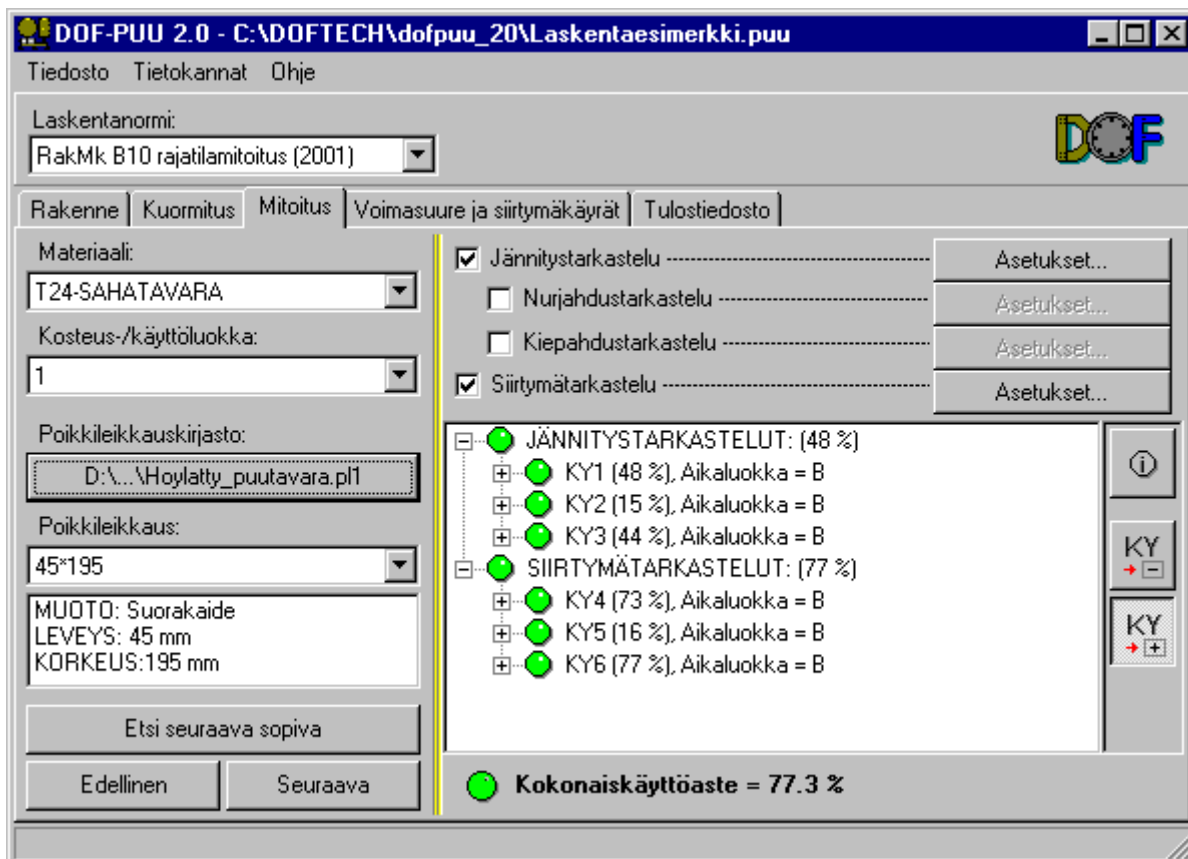 DOF-PUU 2.0 - C:\DOFTECH\dofpuu_20\Laskentaesimerkki.puu
Tiedosto Tietokannat Ohje
Laskentanormi:
RakMk B10 rajatilamitoitus (2001)
DOF
Rakenne Kuormitus Mitoitus Voimasuure ja siirtymäkäyrät Tulostiedosto
Materiaali:
T24-SAHATAVARA
Kosteus-/käyttöluokka:
1
Poikkileikkauskirjasto:
D:\...\Hoylatty_puutavara.pl1
Poikkileikkaus:
45*195
MUOTO: Suorakaide
LEVEYS: 45 mm
KORKEUS:195 mm
Etsi seuraava sopiva
Edellinen Seuraava
Jännitystarkastelu Asetukset...
Nurjahdustarkastelu Asetukset...
Kiepahdustarkastelu Asetukset...
Siirtymätarkastelu Asetukset...
JÄNNITYSTARKASTELUT: (48 %)
KY1 (48 %), Aikaluokka = B
KY2 (15 %), Aikaluokka = B
KY3 (44 %), Aikaluokka = B
SIIRTYMÄTARKASTELUT: (77 %)
KY4 (73 %), Aikaluokka = B
KY5 (16 %), Aikaluokka = B
KY6 (77 %), Aikaluokka = B
KY
KY
Kokonaiskäyttöaste = 77.3 %